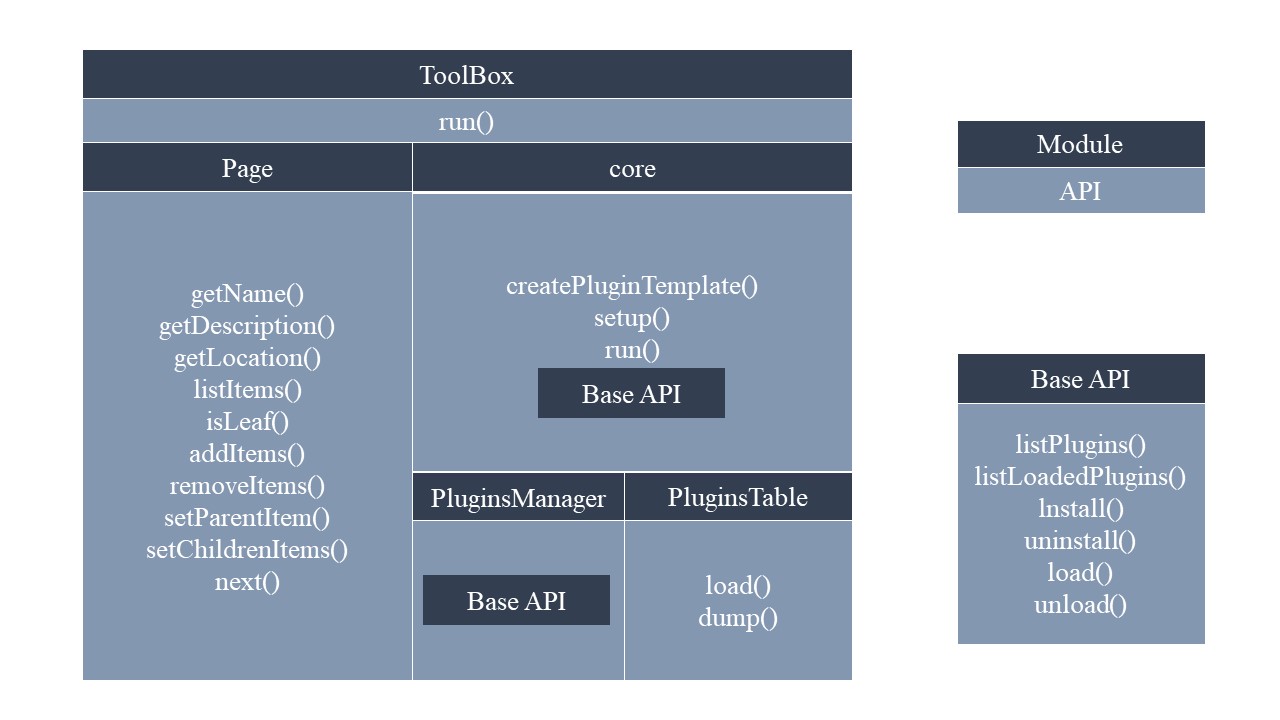 ToolBox
run()
Page
core
getName()
getDescription()
getLocation()
listItems()
isLeaf()
addItems()
removeItems()
setParentItem()
setChildrenItems()
next()
createPluginTemplate()
setup()
run()
Base API
PluginsManager
PluginsTable
Base API
load()
dump()
Module
API
Base API
listPlugins()
listLoadedPlugins()
lnstall()
uninstall()
load()
unload()